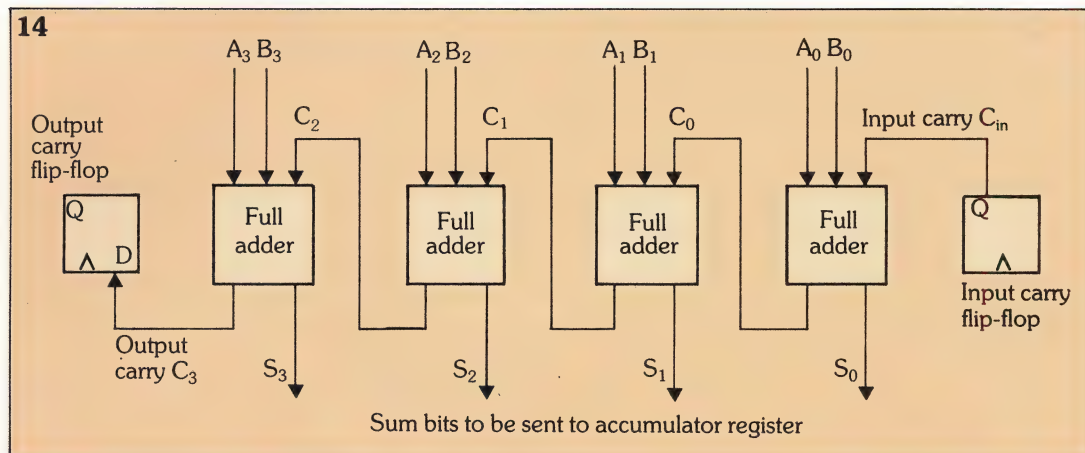 14
A₃ B₃
A₂ B₂
A₁ B₁
A₀ B₀
Output
carry
flip-flop
C₂
C₁
C₀
Input carry C_in
Q
D
Full
adder
Full
adder
Full
adder
Full
adder
Q
Input carry
flip-flop
Output
carry C₃
S₃
S₂
S₁
S₀
Sum bits to be sent to accumulator register